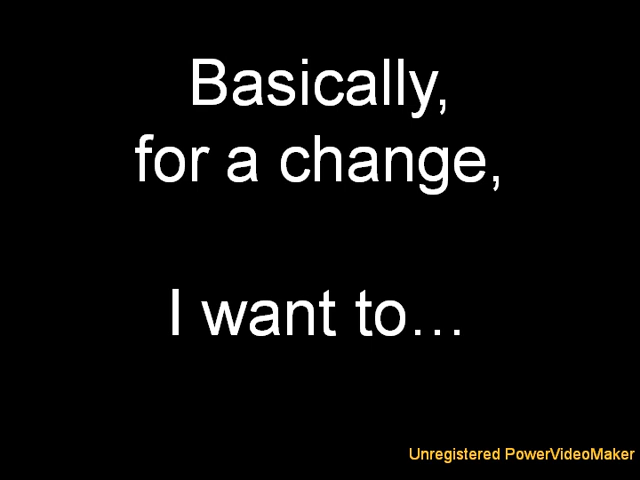 Basically,
for a change,
I want to…
Unregistered PowerVideoMaker